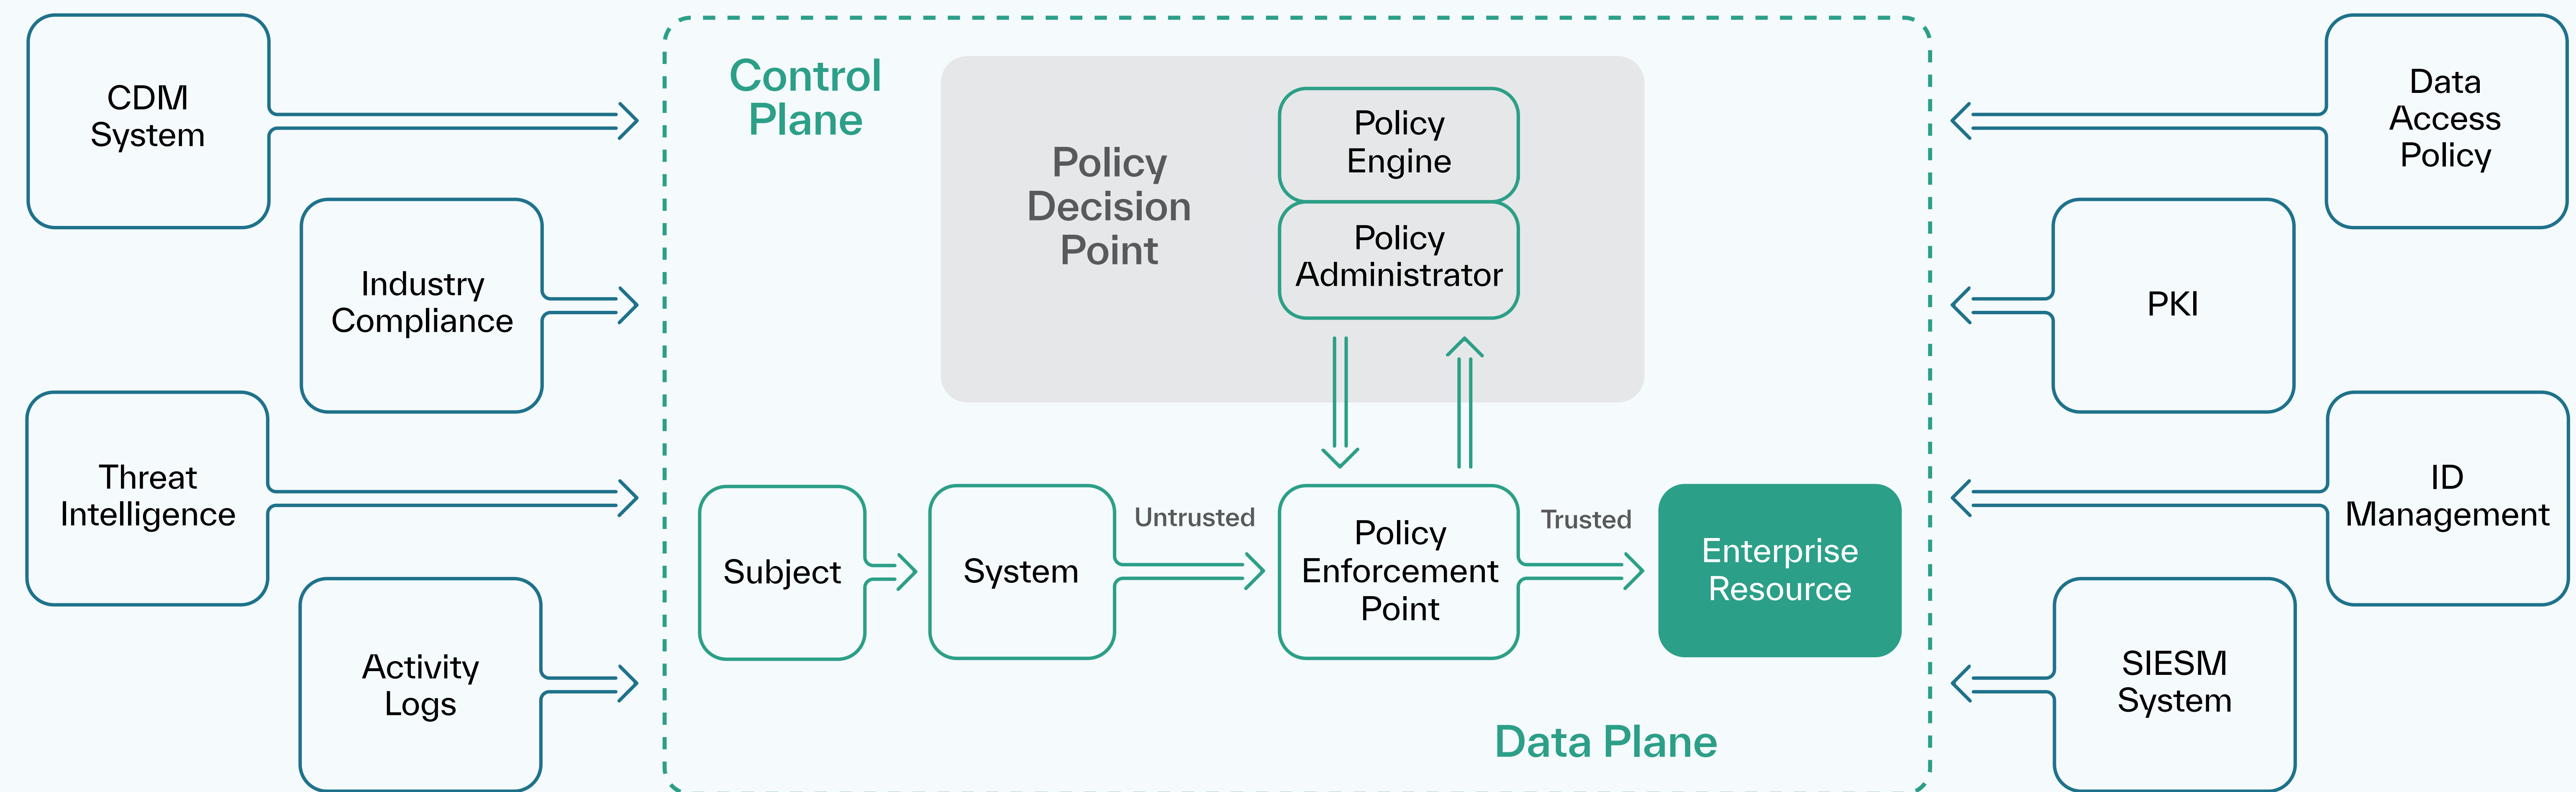 CDM
System
Industry
Compliance
Threat
Intelligence
Activity
Logs
Control
Plane
Policy
Decision
Point
Policy
Engine
Policy
Administrator
Subject
System
Untrusted
Policy
Enforcement
Point
Trusted
Enterprise
Resource
Data Plane
Data
Access
Policy
PKI
ID
Management
SIESM
System